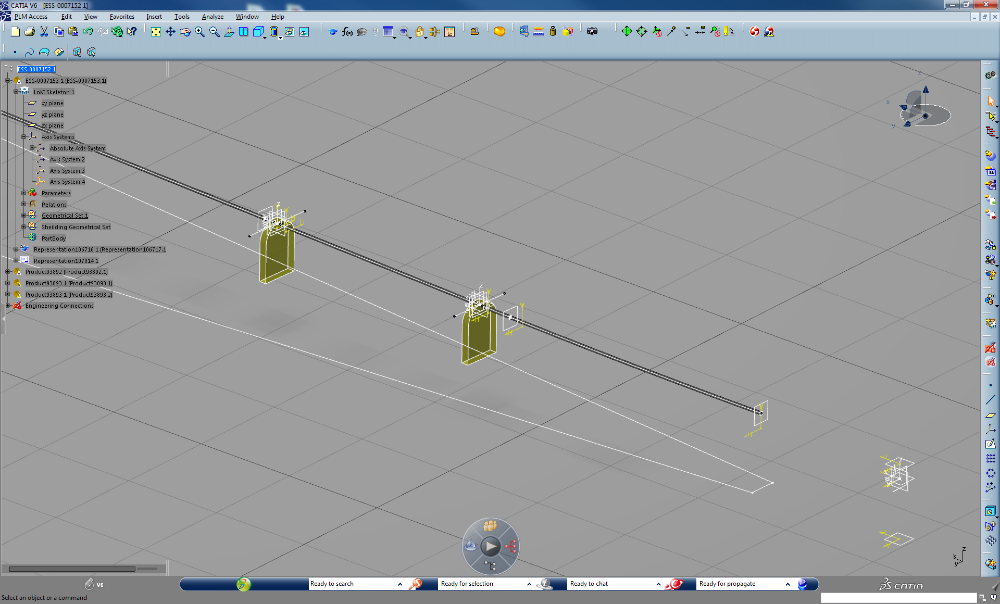 CATIA V6 - [ESS-0007152 1]
PLM Access Edit View Favorites Insert Tools Analyze Window Help
ESS-0007152 1
ESS-0007153 1 (ESS-0007153.1)
LoKI Skeleton 1
xy plane
yz plane
zx plane
Axis Systems
Absolute Axis System
Axis System.2
Axis System.3
Axis System.4
Parameters
Relations
Geometrical Set.1
Sheilding Geometrical Set
PartBody
Representation106716 1 (Representation106717.1
Representation107014 1
Product93892 (Product93892.1)
Product93893 1 (Product93893.1)
Product93893 1 (Product93893.2)
Engineering Connections
z
x
y
z
Y
H
z
x
Y
H
Y
H
Y
H
H
z
H
z
x
y
V6
Ready to search
Ready for selection
Ready to chat
Ready for propagate
CATIA
Select an object or a command